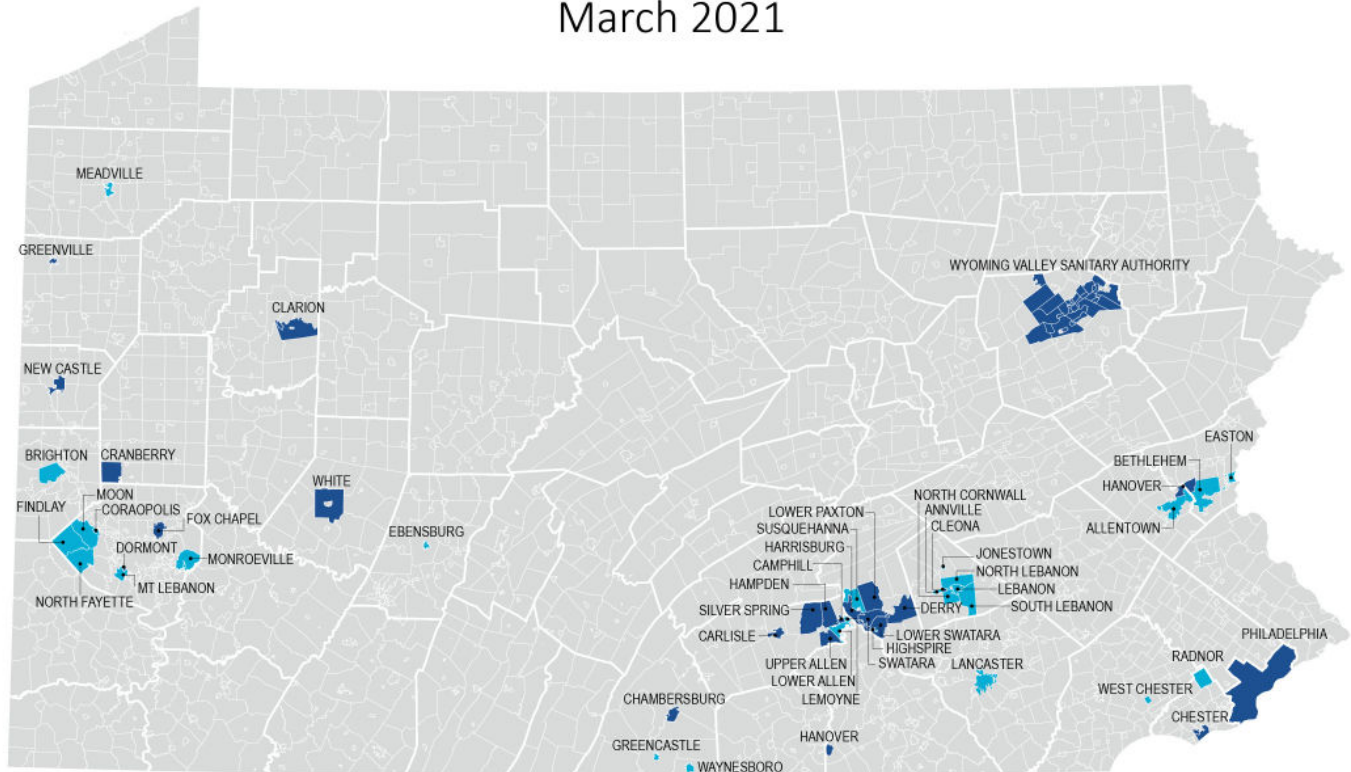 March 2021
MEADVILLE
GREENVILLE
WYOMING VALLEY SANITARY AUTHORITY
CLARION
NEW CASTLE
EASTON
BRIGHTON
CRANBERRY
BETHLEHEM
WHITE
HANOVER
MOON
NORTH CORNWALL
FINDLAY
CORAOPOLIS
ANNVILLE
LOWER PAXTON
FOX CHAPEL
SUSQUEHANNA
CLEONA
ALLENTOWN
EBENSBURG
DORMONT
HARRISBURG
JONESTOWN
MONROEVILLE
CAMPHILL
NORTH LEBANON
HAMPDEN
LEBANON
MT LEBANON
NORTH FAYETTE
SILVER SPRING
DERRY
SOUTH LEBANON
CARLISLE
LOWER SWATARA
PHILADELPHIA
HIGHSPIRE
RADNOR
UPPER ALLEN
SWATARA
LANCASTER
LOWER ALLEN
WEST CHESTER
CHAMBERSBURG
LEMOYNE
CHESTER
HANOVER
GREENCASTLE
WAYNESBORO